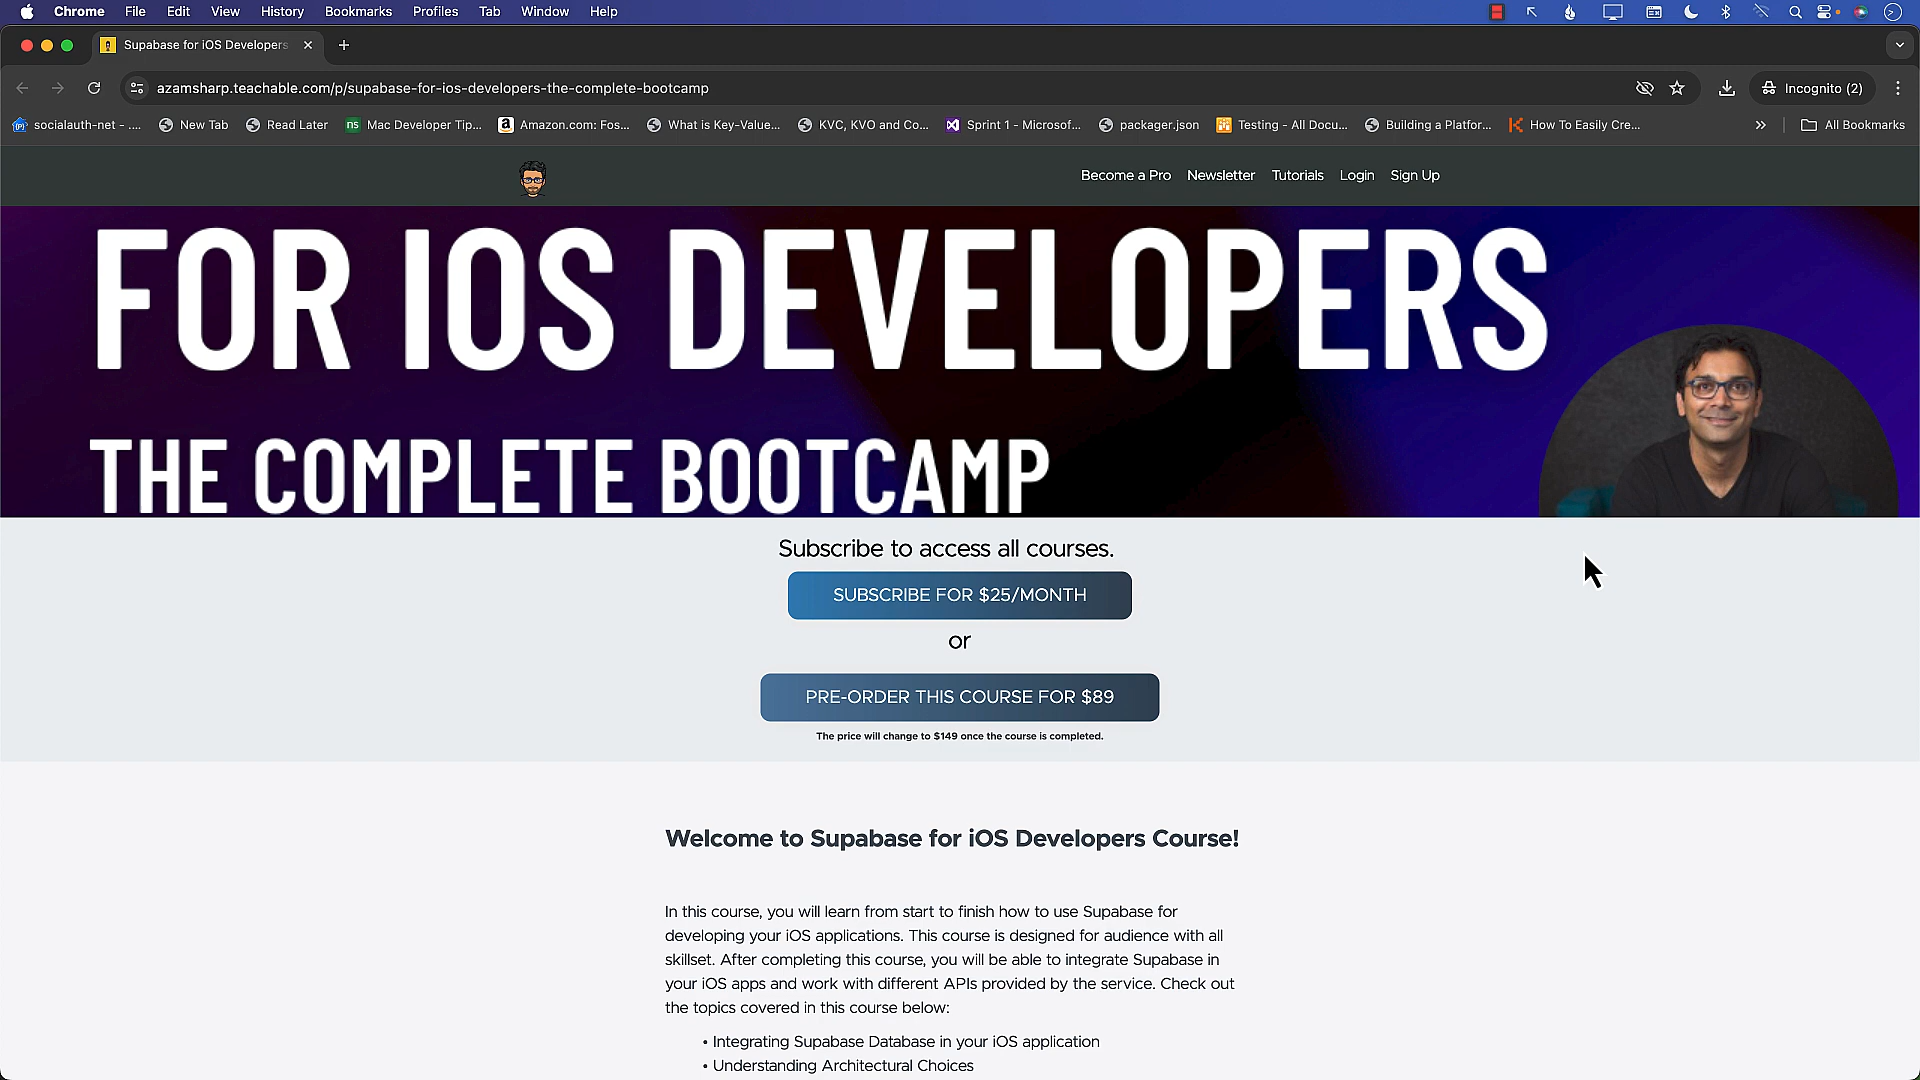 Chrome File Edit View History Bookmarks Profiles Tab Window Help
Supabase for iOS Developers
azamsharp.teachable.com/p/supabase-for-ios-developers-the-complete-bootcamp
Incognito (2)
socialauth-net - .... New Tab Read Later ns Mac Developer Tip... Amazon.com: Fos... What is Key-Value... KVC, KVO and Co... Sprint 1 - Microsof... packager.json Testing - All Docu... Building a Platfor... How To Easily Cre... » All Bookmarks
Become a Pro Newsletter Tutorials Login Sign Up
FOR IOS DEVELOPERS
THE COMPLETE BOOTCAMP
Subscribe to access all courses.
SUBSCRIBE FOR $25/MONTH
or
PRE-ORDER THIS COURSE FOR $89
The price will change to $149 once the course is completed.
Welcome to Supabase for iOS Developers Course!
In this course, you will learn from start to finish how to use Supabase for
developing your iOS applications. This course is designed for audience with all
skillset. After completing this course, you will be able to integrate Supabase in
your iOS apps and work with different APIs provided by the service. Check out
the topics covered in this course below:
• Integrating Supabase Database in your iOS application
• Understanding Architectural Choices